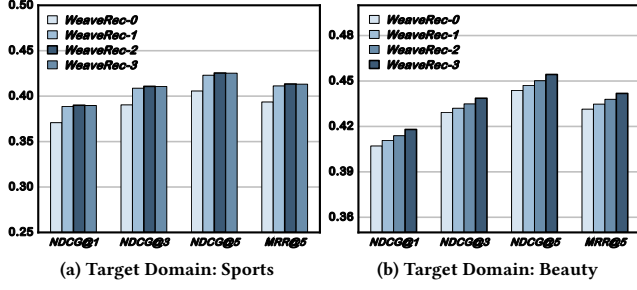 0.50
0.45
0.40
0.35
0.30
0.25
WeaveRec-0
WeaveRec-1
WeaveRec-2
WeaveRec-3
NDCG@1 NDCG@3 NDCG@5 MRR@5
(a) Target Domain: Sports
0.48
0.45
0.42
0.39
0.36
WeaveRec-0
WeaveRec-1
WeaveRec-2
WeaveRec-3
NDCG@1 NDCG@3 NDCG@5 MRR@5
(b) Target Domain: Beauty